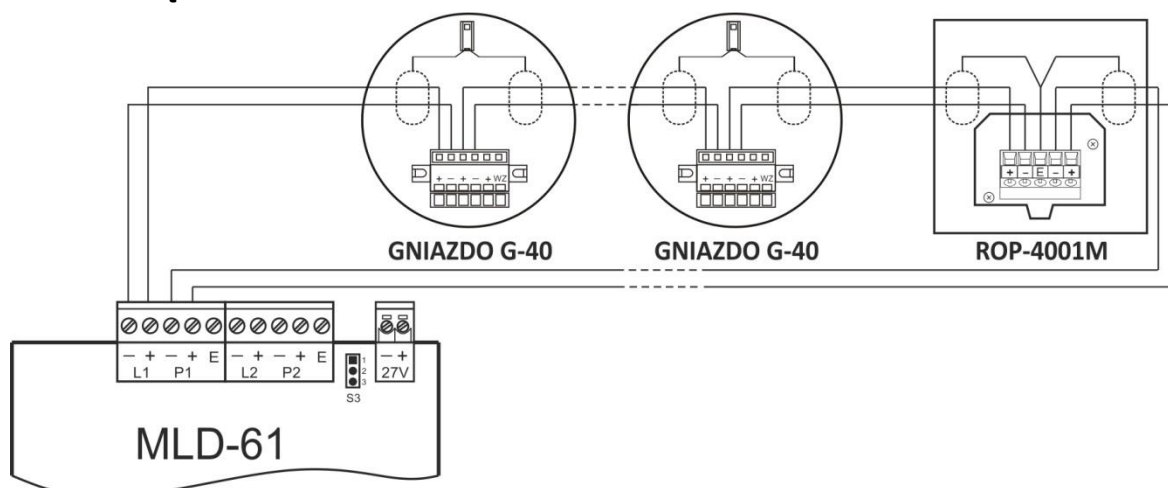 + − + − + WZ
+ − + − + WZ
+ − E − +
GNIAZDO G-40
GNIAZDO G-40
ROP-4001M
− + − + E − + − + E
− +
L1 P1 L2 P2
27V
1
2
3
S3
MLD-61